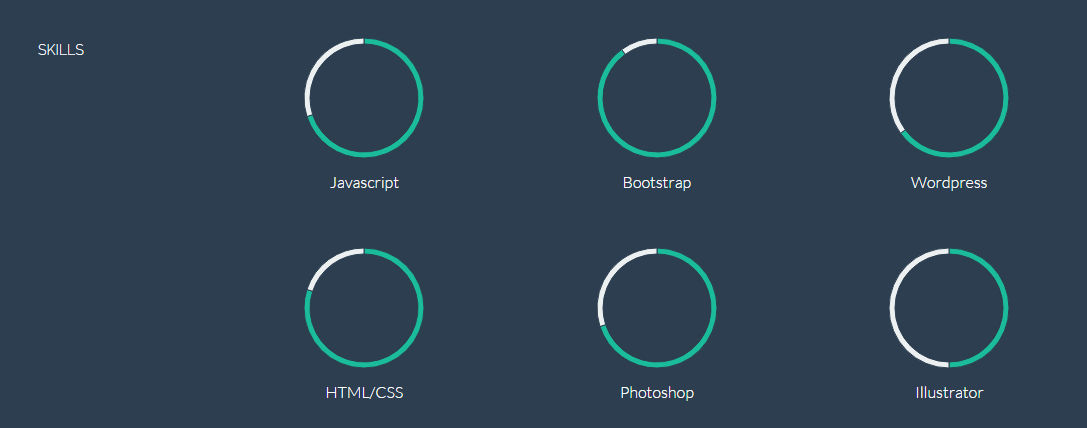 SKILLS
Javascript
Bootstrap
Wordpress
HTML/CSS
Photoshop
Illustrator